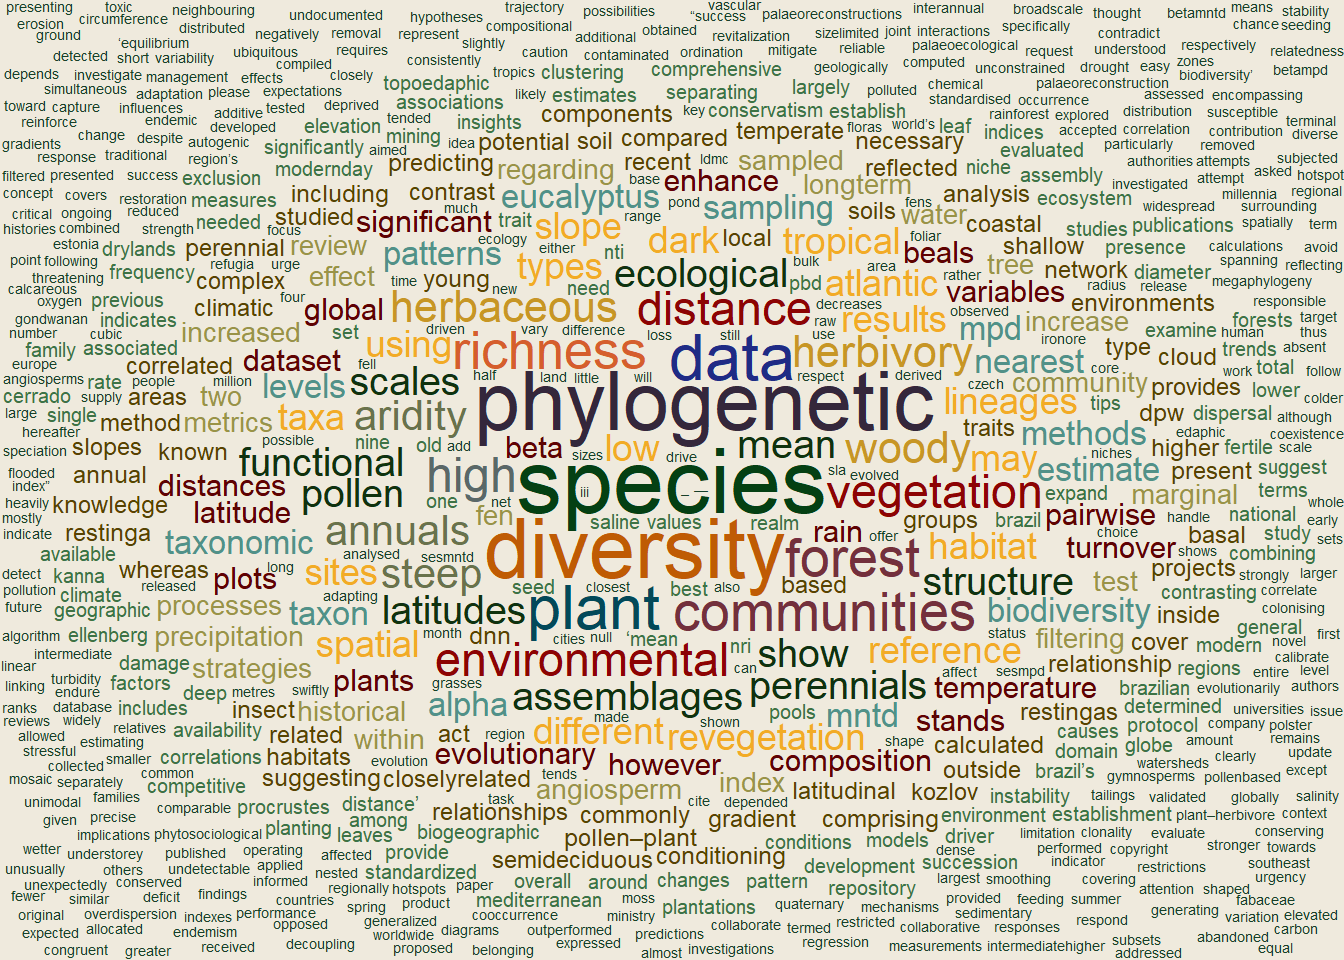 presenting toxic neighbouring undocumented hypotheses trajectory possibilities vascular “success palaeoreconstructions interannual broadscale thought betamntd means stability
erosion circumference distributed negatively removal represent compositional additional obtained revitalization sizelimited joint interactions specifically contradict chance seeding
ground ‘equilibrium ubiquitous requires slightly caution contaminated ordination mitigate reliable palaeoecological request understood respectively relatedness
detected short variability compiled closely consistently tropics clustering comprehensive geologically computed unconstrained drought easy zones biodiversity’ betampd
depends investigate management effects topoedaphic likely estimates separating largely polluted chemical palaeoreconstruction assessed encompassing
simultaneous adaptation please expectations associations components key conservatism establish standardised occurrence distribution susceptible
toward capture influences additive tested deprived tended insights potential soil compared temperate floras world’s leaf rainforest explored terminal
reinforce endemic developed elevation mining idea necessary indices accepted correlation contribution diverse
gradients change despite autogenic significantly aimed predicting regarding recent ldmc sampled reflected niche evaluated particularly removed subjected
response traditional region’s modernday base enhance longterm assembly authorities attempts asked hotspot
filtered presented success exclusion including contrast eucalyptus pond sampling soils fens analysis ecosystem investigated attempt millennia regional
concept covers restoration measures studied significant much trait slope range water coastal widespread surrounding
critical ongoing reduced needed focus dark local tropical foliar studies publications spatially term
histories combined strength perennial review patterns ecology either nti bulk beals shallow presence calculations avoid
estonia drylands refugia urge effect time young types need ecological pbd area atlantic rather tree network diameter spanning reflecting
point following frequency complex new distance decreases variables radius release megaphylogeny
threatening calcareous climatic four global herbaceous raw results observed environments responsible
oxygen previous indicates increased set driven vary difference loss still use mpd increase examine forests target
gondwanan number cubic associated using richness data herbivory ironore type human thus
family correlated dataset fell nearest core cloud trends absent
europe angiosperms rate people million levels scales half land little will respect derived czech community provides work total follow
cerrado supply areas two phylogenetic lineages tips lower colder
large single method metrics taxa aridity traits methods dpw dispersal although
hereafter slopes known possible nine old add beta sizes low drive mean woody may niches edaphic higher fertile coexistence
speciation functional high species sla evolved estimate present scale suggest
flooded index” annual distances pollen one net iii vegetation expand marginal terms whole
heavily knowledge latitude annuals fen saline values realm rain offer groups brazil pairwise handle national early
mostly indicate restinga taxonomic analysed sesmntd diversity forest habitat choice turnover basal study sets
available whereas plots long sites steep seed closest best also based structure test shows combining
detect kanna released projects strongly larger
pollution climate adapting plant communities contrasting correlate
future geographic processes taxon latitudes biodiversity inside colonising
algorithm ellenberg precipitation spatial month dnn cities null ‘mean nri show reference status filtering cover general modern novel first
intermediate linear damage strategies environmental can affect sesmpd relationship regions calibrate entire level
turbidity linking endure factors deep metres swiftly plants grasses assemblages perennials temperature brazilian evolutionarily authors
ranks database includes insect historical alpha made pools mntd restingas determined universities issue
reviews widely relatives availability related act region different shown revegetation stands protocol company polster
allowed estimating within shape causes amount remains
stressful smaller correlations habitats evolution evolutionary however composition calculated domain globe clearly update
collected common suggesting closelyrelated tends outside brazil’s watersheds
mosaic separately competitive angiosperm index latitudinal kozlov gymnosperms pollenbased except
unimodal families comparable procrustes distance’ task cite depended instability tailings validated globally salinity
given precise among relationships commonly gradient comprising environment establishment plant–herbivore context
implications phytosociological planting leaves biogeographic pollen–plant conditions models driver limitation clonality evaluate conserving
wetter understorey published operating affected provide semideciduous conditioning dense performed copyright stronger towards
unusually others undetectable applied nested standardized development succession indicator restrictions southeast
unexpectedly conserved informed regionally hotspots paper overall around changes pattern repository largest smoothing covering urgency
fewer similar deficit findings countries spring product mediterranean moss plantations quaternary mechanisms provided feeding summer attention shaped fabaceae
original overdispersion indexes performance cooccurrence ministry sedimentary generating variation elevated
expected allocated endemism opposed generalized diagrams outperformed predictions collaborate termed restricted collaborative responses respond carbon
worldwide abandoned
congruent greater received decoupling proposed belonging expressed almost investigations regression measurements intermediatehigher subsets addressed equal